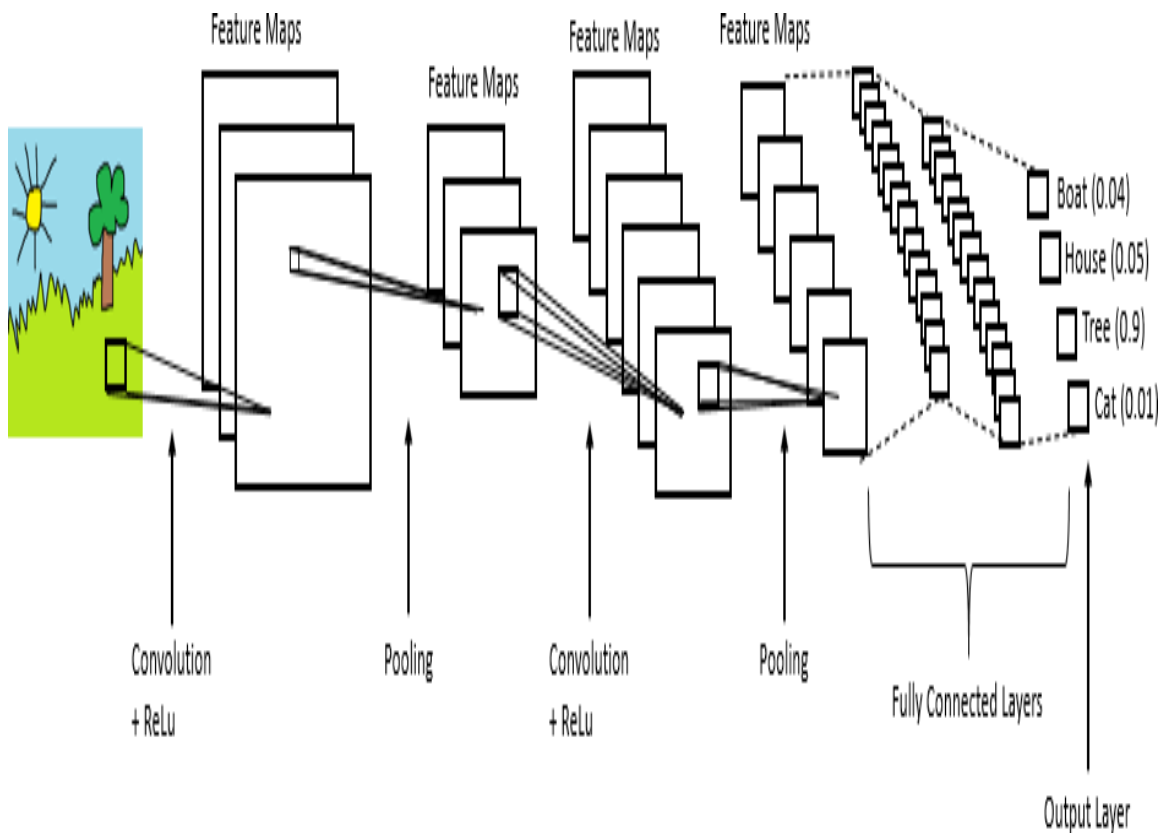 Feature Maps
Feature Maps
Feature Maps
Feature Maps
Boat (0.04)
House (0.05)
Tree (0.9)
Cat (0.01)
Convolution
+ ReLu
Pooling
Convolution
+ ReLu
Pooling
Fully Connected Layers
Output Layer